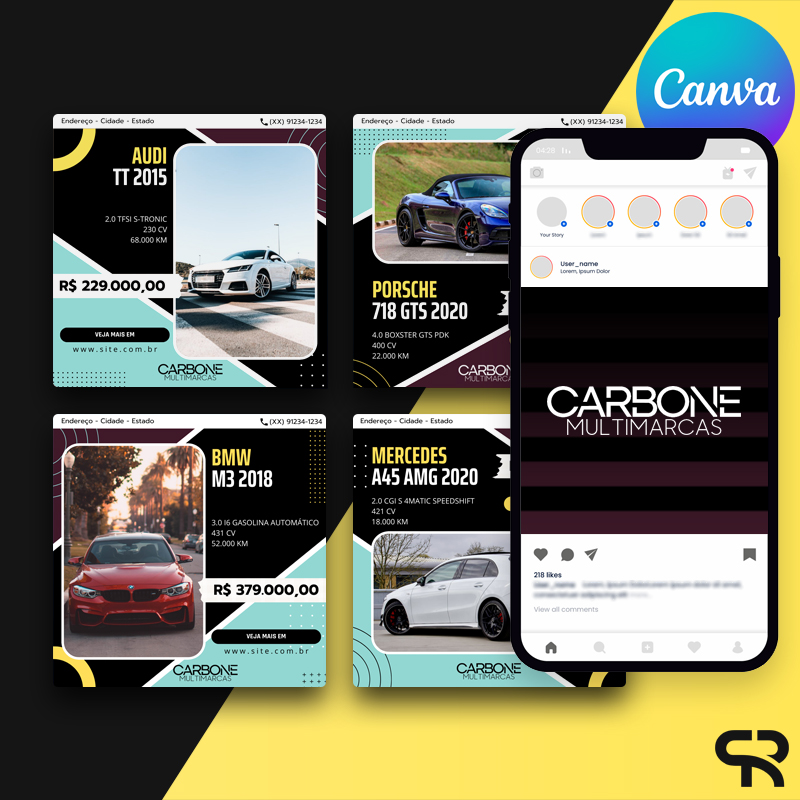 Canva
Endereço - Cidade - Estado
(XX) 91234-1234
AUDI
TT 2015
2.0 TFSI S-TRONIC
230 CV
68.000 KM
R$ 229.000,00
VEJA MAIS EM
www.site.com.br
CARBONE
MULTIMARCAS
Endereço - Cidade - Estado
(XX) 91234-1234
PORSCHE
718 GTS 2020
4.0 BOXSTER GTS PDK
400 CV
22.000 KM
Endereço - Cidade - Estado
(XX) 91234-1234
BMW
M3 2018
3.0 I6 GASOLINA AUTOMÁTICO
431 CV
52.000 KM
R$ 379.000,00
VEJA MAIS EM
www.site.com.br
CARBONE
MULTIMARCAS
Endereço - Cidade - Estado
MERCEDES
A45 AMG 2020
2.0 CGI S 4MATIC SPEEDSHIFT
421 CV
18.000 KM
CARBONE
MULTIMARCAS
Your Story
User_name
Lorem, Ipsum Dolor
CARBONE
MULTIMARCAS
218 likes
View all comments